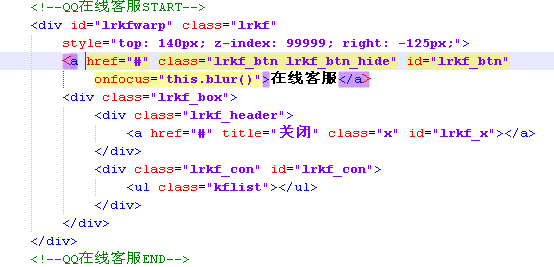 <!--QQ在线客服START-->
<div id="lrkfwarp" class="lrkf"
style="top: 140px; z-index: 99999; right: -125px;">
<a href="#" class="lrkf_btn lrkf_btn_hide" id="lrkf_btn"
onfocus="this.blur()">在线客服</a>
<div class="lrkf_box">
<div class="lrkf_header">
<a href="#" title="关闭" class="x" id="lrkf_x"></a>
</div>
<div class="lrkf_con" id="lrkf_con">
<ul class="kflist"></ul>
</div>
</div>
</div>
<!--QQ在线客服END-->